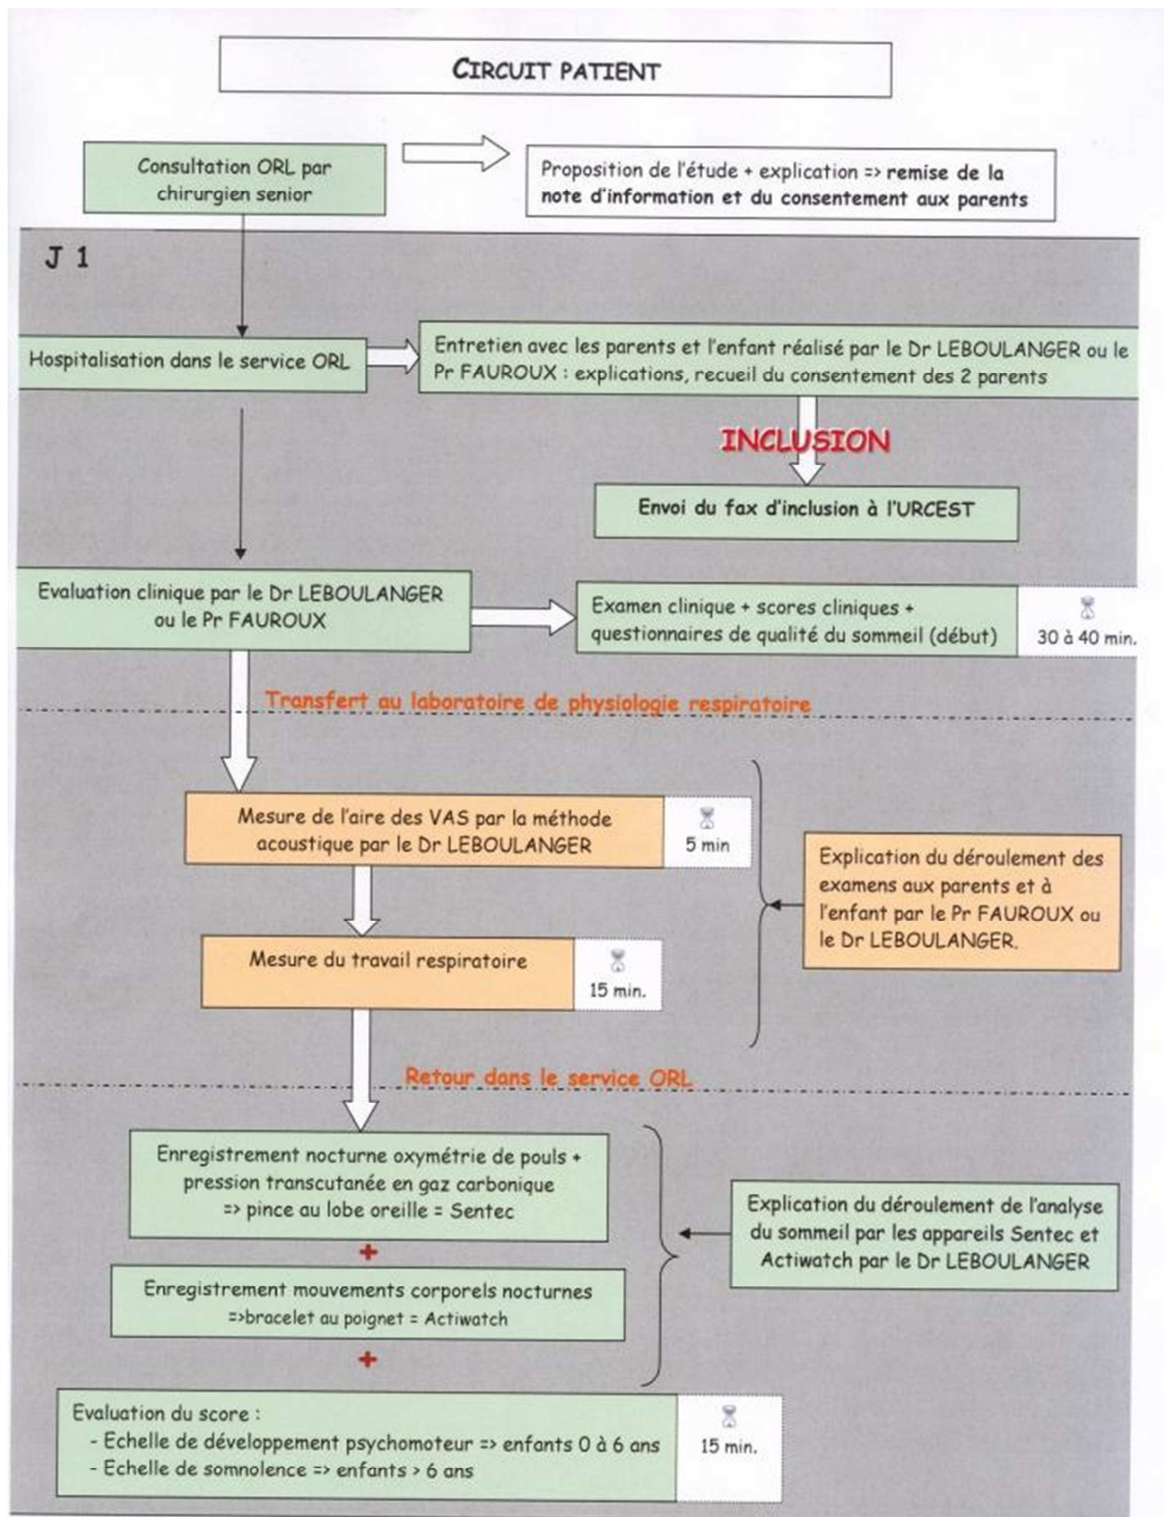 CIRCUIT PATIENT
Consultation ORL par
chirurgien senior
Proposition de l'étude + explication => remise de la
note d'information et du consentement aux parents
J 1
Hospitalisation dans le service ORL
Entretien avec les parents et l'enfant réalisé par le Dr LEBOULANGER ou le
Pr FAUROUX : explications, recueil du consentement des 2 parents
INCLUSION
Envoi du fax d'inclusion à l'URCEST
Evaluation clinique par le Dr LEBOULANGER
ou le Pr FAUROUX
Examen clinique + scores cliniques +
questionnaires de qualité du sommeil (début)
30 à 40 min.
Transfert au laboratoire de physiologie respiratoire
Mesure de l'aire des VAS par la méthode
acoustique par le Dr LEBOULANGER
5 min
Explication du déroulement des
examens aux parents et à
l'enfant par le Pr FAUROUX ou
le Dr LEBOULANGER.
Mesure du travail respiratoire
15 min.
Retour dans le service ORL
Enregistrement nocturne oxymétrie de pouls +
pression transcutanée en gaz carbonique
=> pince au lobe oreille = Sentec
+
Enregistrement mouvements corporels nocturnes
=>bracelet au poignet = Actiwatch
+
Explication du déroulement de l'analyse
du sommeil par les appareils Sentec et
Actiwatch par le Dr LEBOULANGER
Evaluation du score :
- Echelle de développement psychomoteur => enfants 0 à 6 ans
- Echelle de somnolence => enfants > 6 ans
15 min.